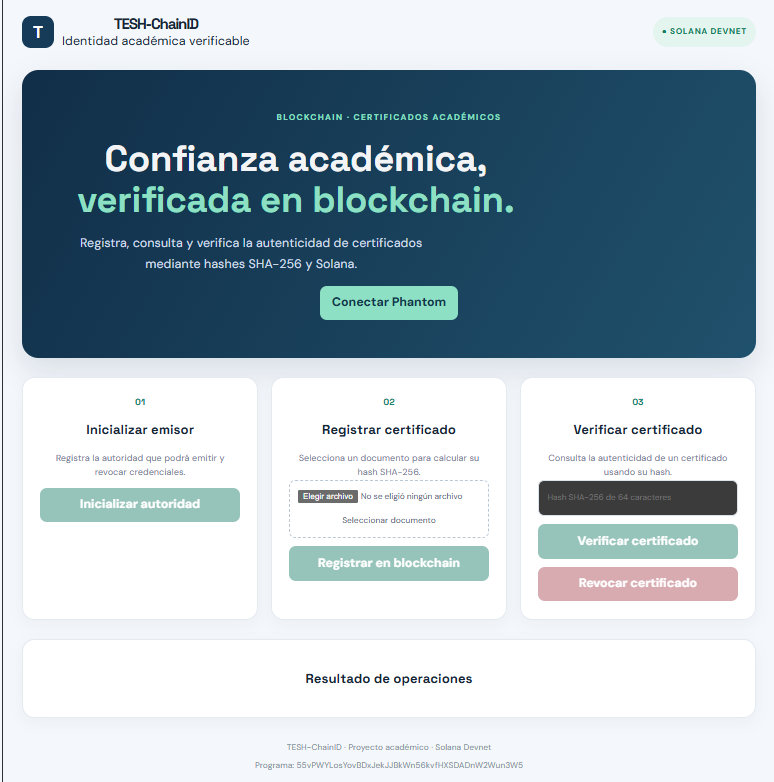 T
TESH-ChainID
Identidad académica verificable
● SOLANA DEVNET
BLOCKCHAIN · CERTIFICADOS ACADÉMICOS
Confianza académica,
verificada en blockchain.
Registra, consulta y verifica la autenticidad de certificados
mediante hashes SHA-256 y Solana.
Conectar Phantom
01
Inicializar emisor
Registra la autoridad que podrá emitir y
revocar credenciales.
Inicializar autoridad
02
Registrar certificado
Selecciona un documento para calcular su
hash SHA-256.
Elegir archivo No se eligió ningún archivo
Seleccionar documento
Registrar en blockchain
03
Verificar certificado
Consulta la autenticidad de un certificado
usando su hash.
Hash SHA-256 de 64 caracteres
Verificar certificado
Revocar certificado
Resultado de operaciones
TESH-ChainID · Proyecto académico · Solana Devnet
Programa: 55vPWYLosYovBDxJekJJBkWn56kvfHXSDADnW2Wun3W5